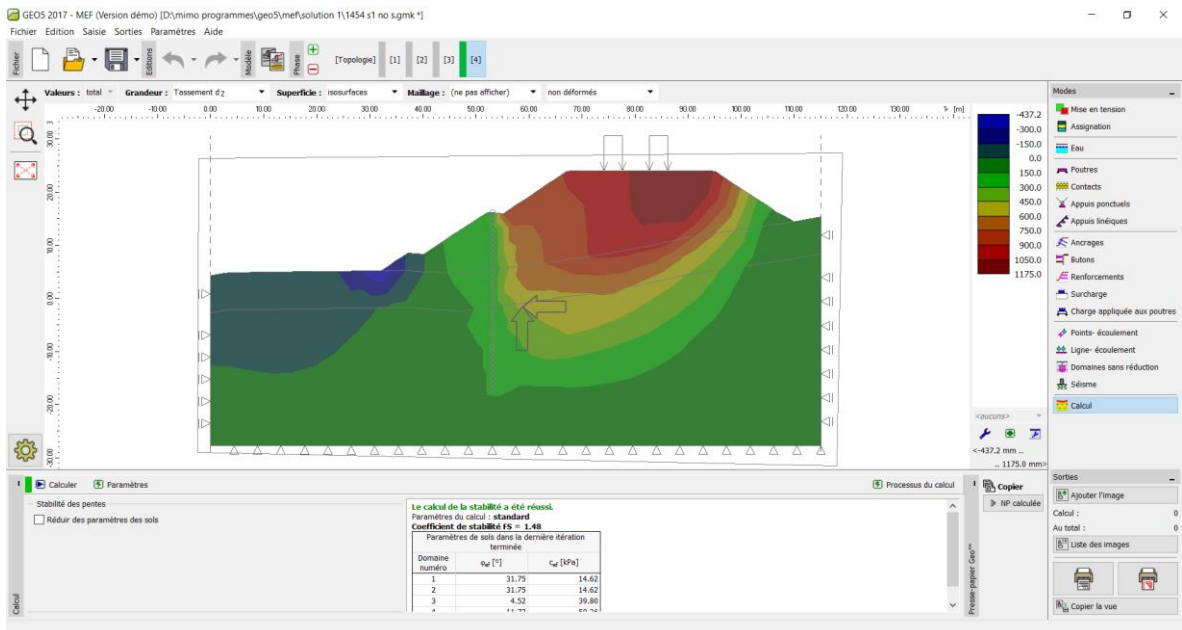 GEO5 2017 - MEF (Version démo) [D:\mimo programmes\geo5\mef\solution 1\1454 s1 no s.gmk *]
Fichier Edition Saisie Sorties Paramètres Aide
Fichier Editions Modèle Phase [Topologie] [1] [2] [3] [4]
Valeurs : total Grandeur : Tassement d z Superficie : isosurfaces Maillage : (ne pas afficher) non déformés
-20.00 -10.00 0.00 10.00 20.00 30.00 40.00 50.00 60.00 70.00 80.00 90.00 100.00 110.00 120.00 130.00 [m]
30.00
20.00
10.00
0.00
-10.00
-20.00
-30.00
-437.2
-300.0
-150.0
0.0
150.0
300.0
450.0
600.0
750.0
900.0
1050.0
1175.0
<aucuns>
<-437.2 mm ..
.. 1175.0 mm>
Modes
Mise en tension
Assignation
Eau
Poutres
Contacts
Appuis ponctuels
Appuis linéiques
Ancrages
Butons
Renforcements
Surcharge
Charge appliquée aux poutres
Points- écoulement
Ligne- écoulement
Domaines sans réduction
Séisme
Calcul
Calculer Paramètres Processus du calcul
Stabilité des pentes
Réduir des paramètres des sols
Calcul
Le calcul de la stabilité a été réussi.
Paramètres du calcul : standard
Coefficient de stabilité FS = 1.48
Paramètres de sols dans la dernière itération
terminée
Domaine
numéro φef [°] cef [kPa]
1 31.75 14.62
2 31.75 14.62
3 4.52 39.80
Presse-papier Geo™
Copier
NP calculée
Sorties
Ajouter l'image
Calcul : 0
Au total : 0
Liste des images
Copier la vue